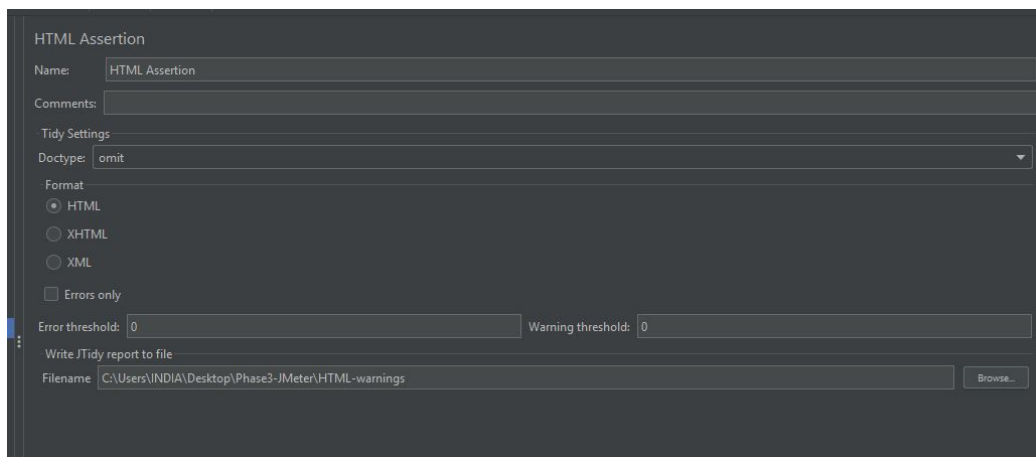 HTML Assertion
Name: HTML Assertion
Comments:
Tidy Settings
Doctype: omit
Format
HTML
XHTML
XML
Errors only
Error threshold: 0 Warning threshold: 0
Write JTidy report to file
Filename C:\Users\INDIA\Desktop\Phase3-JMeter\HTML-warnings Browse...